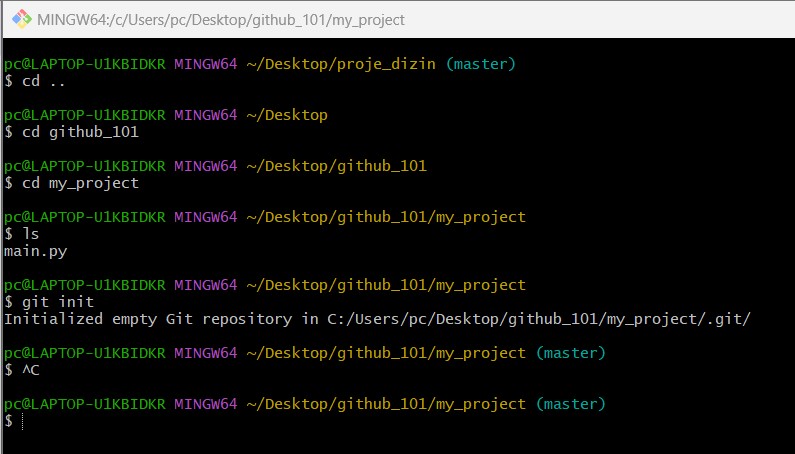 MINGW64:/c/Users/pc/Desktop/github_101/my_project
pc@LAPTOP-U1KBIDKR MINGW64 ~/Desktop/proje_dizin (master)
$ cd ..
pc@LAPTOP-U1KBIDKR MINGW64 ~/Desktop
$ cd github_101
pc@LAPTOP-U1KBIDKR MINGW64 ~/Desktop/github_101
$ cd my_project
pc@LAPTOP-U1KBIDKR MINGW64 ~/Desktop/github_101/my_project
$ ls
main.py
pc@LAPTOP-U1KBIDKR MINGW64 ~/Desktop/github_101/my_project
$ git init
Initialized empty Git repository in C:/Users/pc/Desktop/github_101/my_project/.git/
pc@LAPTOP-U1KBIDKR MINGW64 ~/Desktop/github_101/my_project (master)
$ ^C
pc@LAPTOP-U1KBIDKR MINGW64 ~/Desktop/github_101/my_project (master)
$